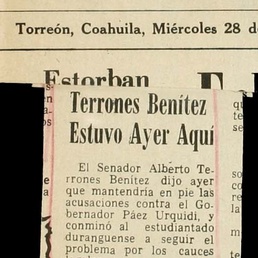 Torreón, Coahuila, Miércoles 28 d
Estorban
Terrones Benítez
Estuvo Ayer Aquí
El Senador Alberto Te-
rrones Benítez dijo ayer
que mantendría en pie las
acusaciones contra el Go-
bernador Páez Urquidi, y
conminó al estudiantado
duranguense a seguir el
problema por los cauces